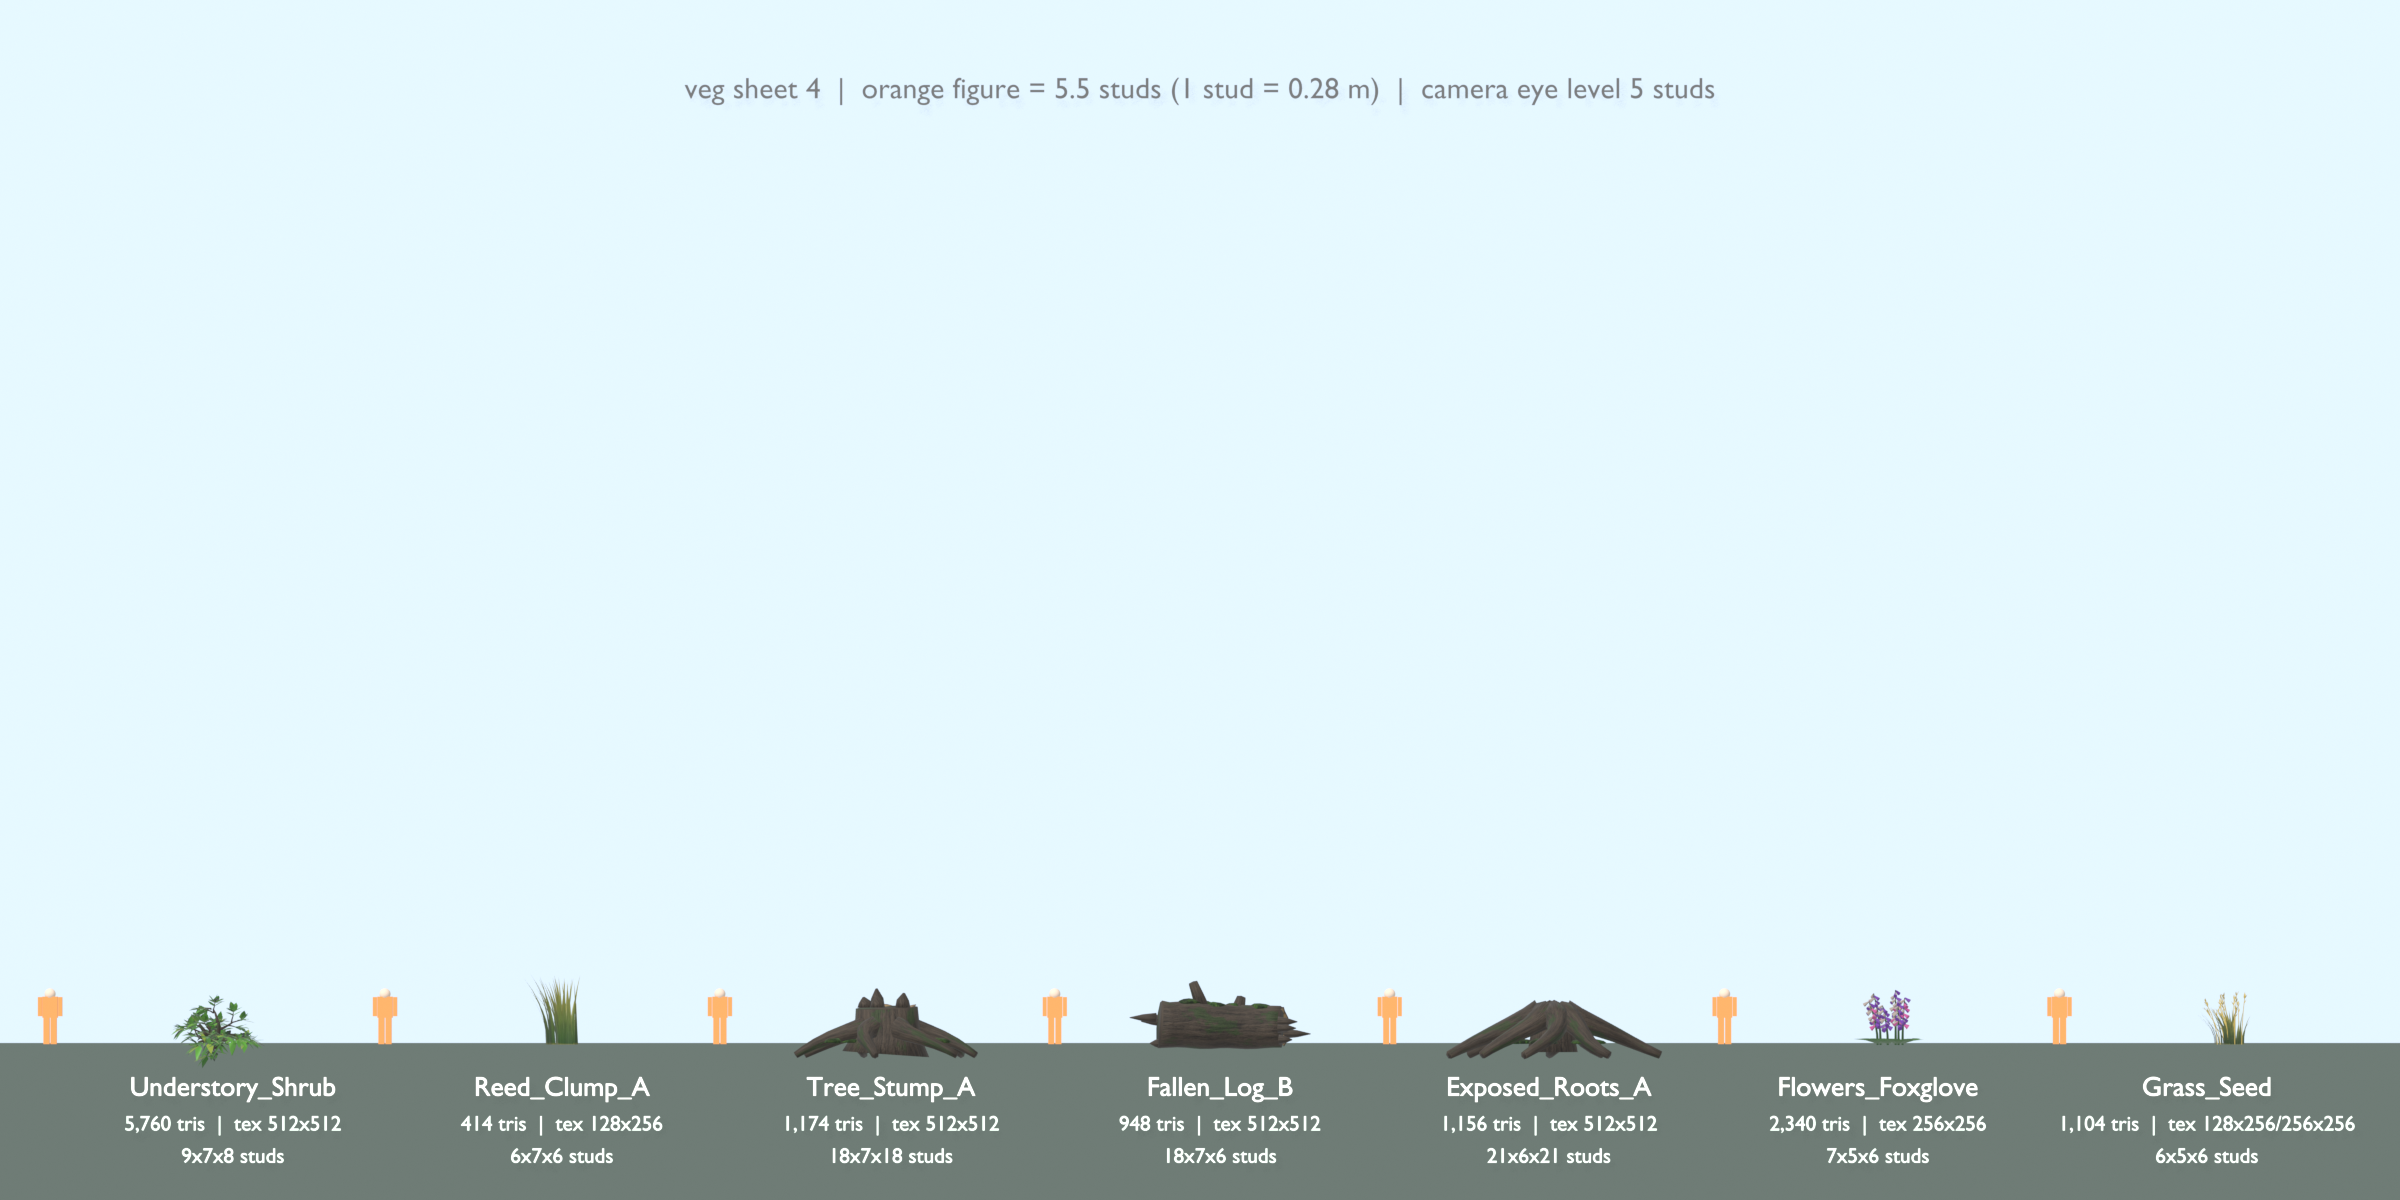 veg sheet 4 | orange figure = 5.5 studs (1 stud = 0.28 m) | camera eye level 5 studs
Understory_Shrub
5,760 tris | tex 512x512
9x7x8 studs
Reed_Clump_A
414 tris | tex 128x256
6x7x6 studs
Tree_Stump_A
1,174 tris | tex 512x512
18x7x18 studs
Fallen_Log_B
948 tris | tex 512x512
18x7x6 studs
Exposed_Roots_A
1,156 tris | tex 512x512
21x6x21 studs
Flowers_Foxglove
2,340 tris | tex 256x256
7x5x6 studs
Grass_Seed
1,104 tris | tex 128x256/256x256
6x5x6 studs